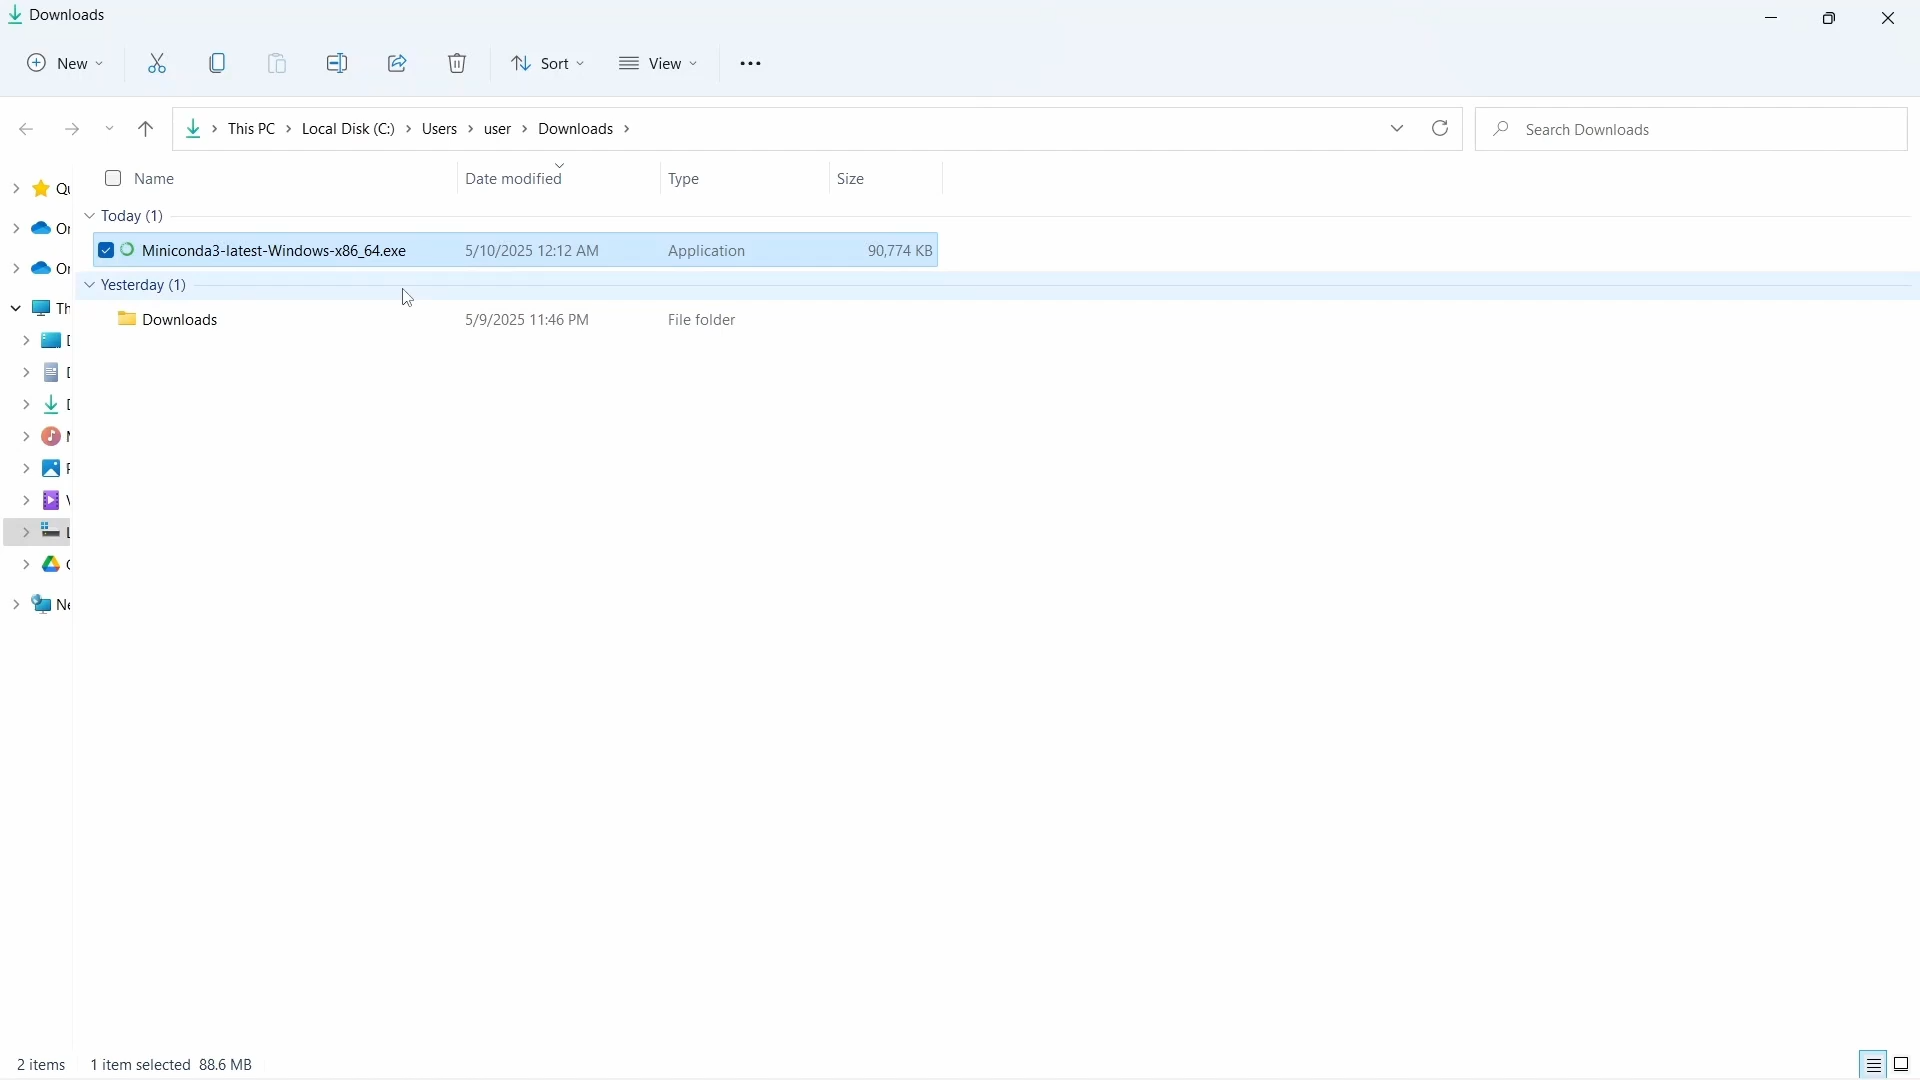 Downloads
New
Sort
View
This PC > Local Disk (C:) > Users > user > Downloads >
Search Downloads
Name Date modified Type Size
Today (1)
Miniconda3-latest-Windows-x86_64.exe 5/10/2025 12:12 AM Application 90,774 KB
Yesterday (1)
Downloads 5/9/2025 11:46 PM File folder
2 items 1 item selected 88.6 MB